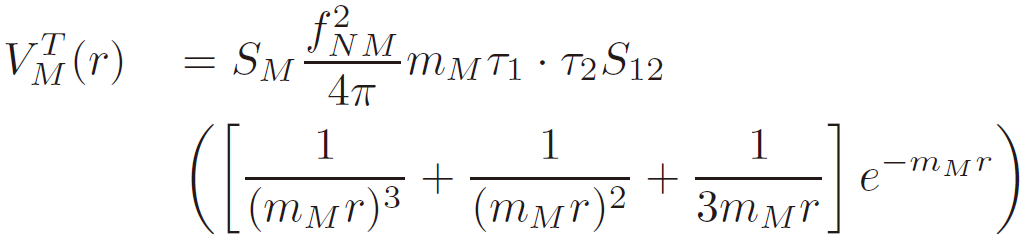 $V_M^T(r) \quad = S_M \frac{f_{NM}^2}{4\pi} m_M \tau_1 \cdot \tau_2 S_{12}$
$\left( \left[ \frac{1}{(m_M r)^3} + \frac{1}{(m_M r)^2} + \frac{1}{3 m_M r} \right] e^{-m_M r} \right)$